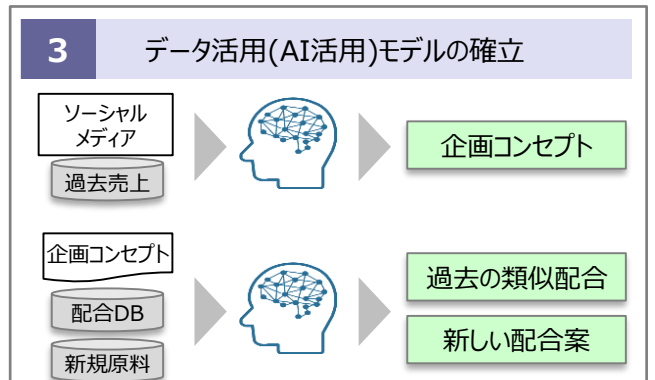 3
データ活用(AI活用)モデルの確立
ソーシャル
メディア
過去売上
企画コンセプト
企画コンセプト
配合DB
新規原料
過去の類似配合
新しい配合案